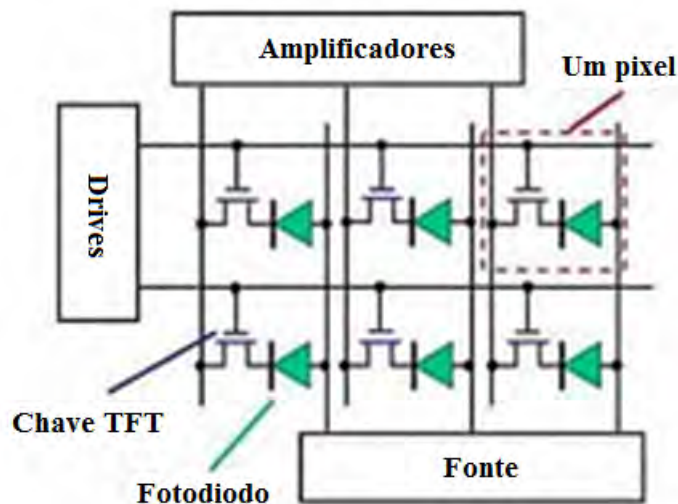 Amplificadores
Um pixel
Drives
Chave TFT
Fonte
Fotodiodo